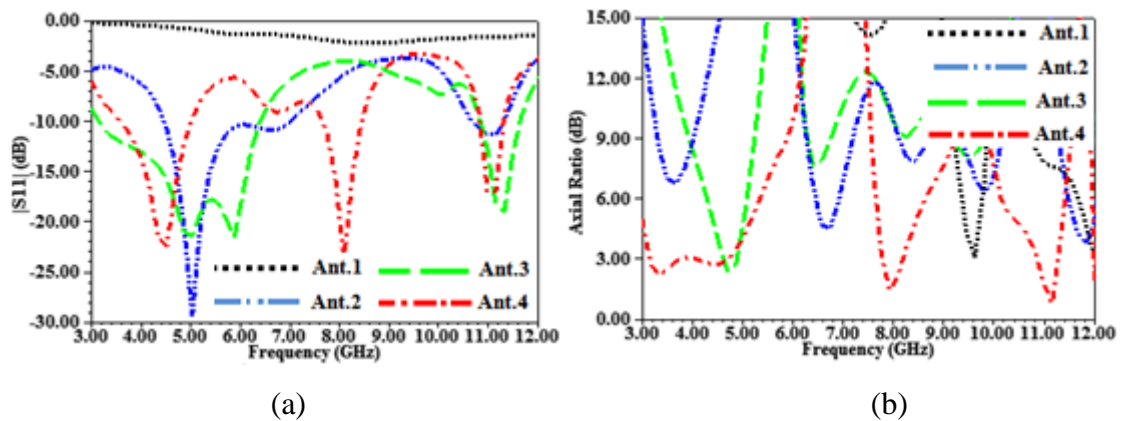 0.00
-5.00
-10.00
-15.00
-20.00
-25.00
-30.00
|S11| (dB)
Ant.1
Ant.2
Ant.3
Ant.4
3.00 4.00 5.00 6.00 7.00 8.00 9.00 10.00 11.00 12.00
Frequency (GHz)
(a)
15.00
12.00
9.00
6.00
3.00
0.00
Axial Ratio (dB)
(b)
Ant.1
Ant.2
Ant.3
Ant.4
3.00 4.00 5.00 6.00 7.00 8.00 9.00 10.00 11.00 12.00
Frequency (GHz)
(b)